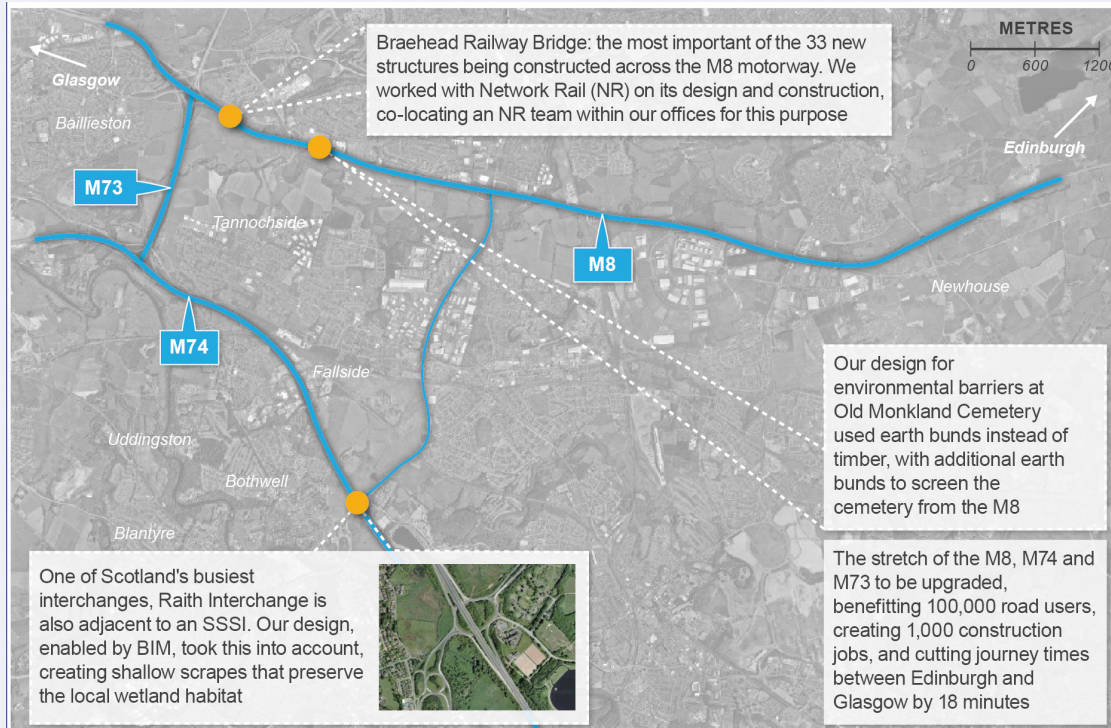 METRES
0 600 1200
Glasgow
Braehead Railway Bridge: the most important of the 33 new
structures being constructed across the M8 motorway. We
worked with Network Rail (NR) on its design and construction,
co-locating an NR team within our offices for this purpose
Baillieston
Edinburgh
M73
Tannochside
M8
Newhouse
M74
Fallside
Our design for
environmental barriers at
Old Monkland Cemetery
used earth bunds instead of
timber, with additional earth
bunds to screen the
cemetery from the M8
Uddingston
Bothwell
Blantyre
One of Scotland's busiest
interchanges, Raith Interchange is
also adjacent to an SSSI. Our design,
enabled by BIM, took this into account,
creating shallow scrapes that preserve
the local wetland habitat
The stretch of the M8, M74 and
M73 to be upgraded,
benefitting 100,000 road users,
creating 1,000 construction
jobs, and cutting journey times
between Edinburgh and
Glasgow by 18 minutes